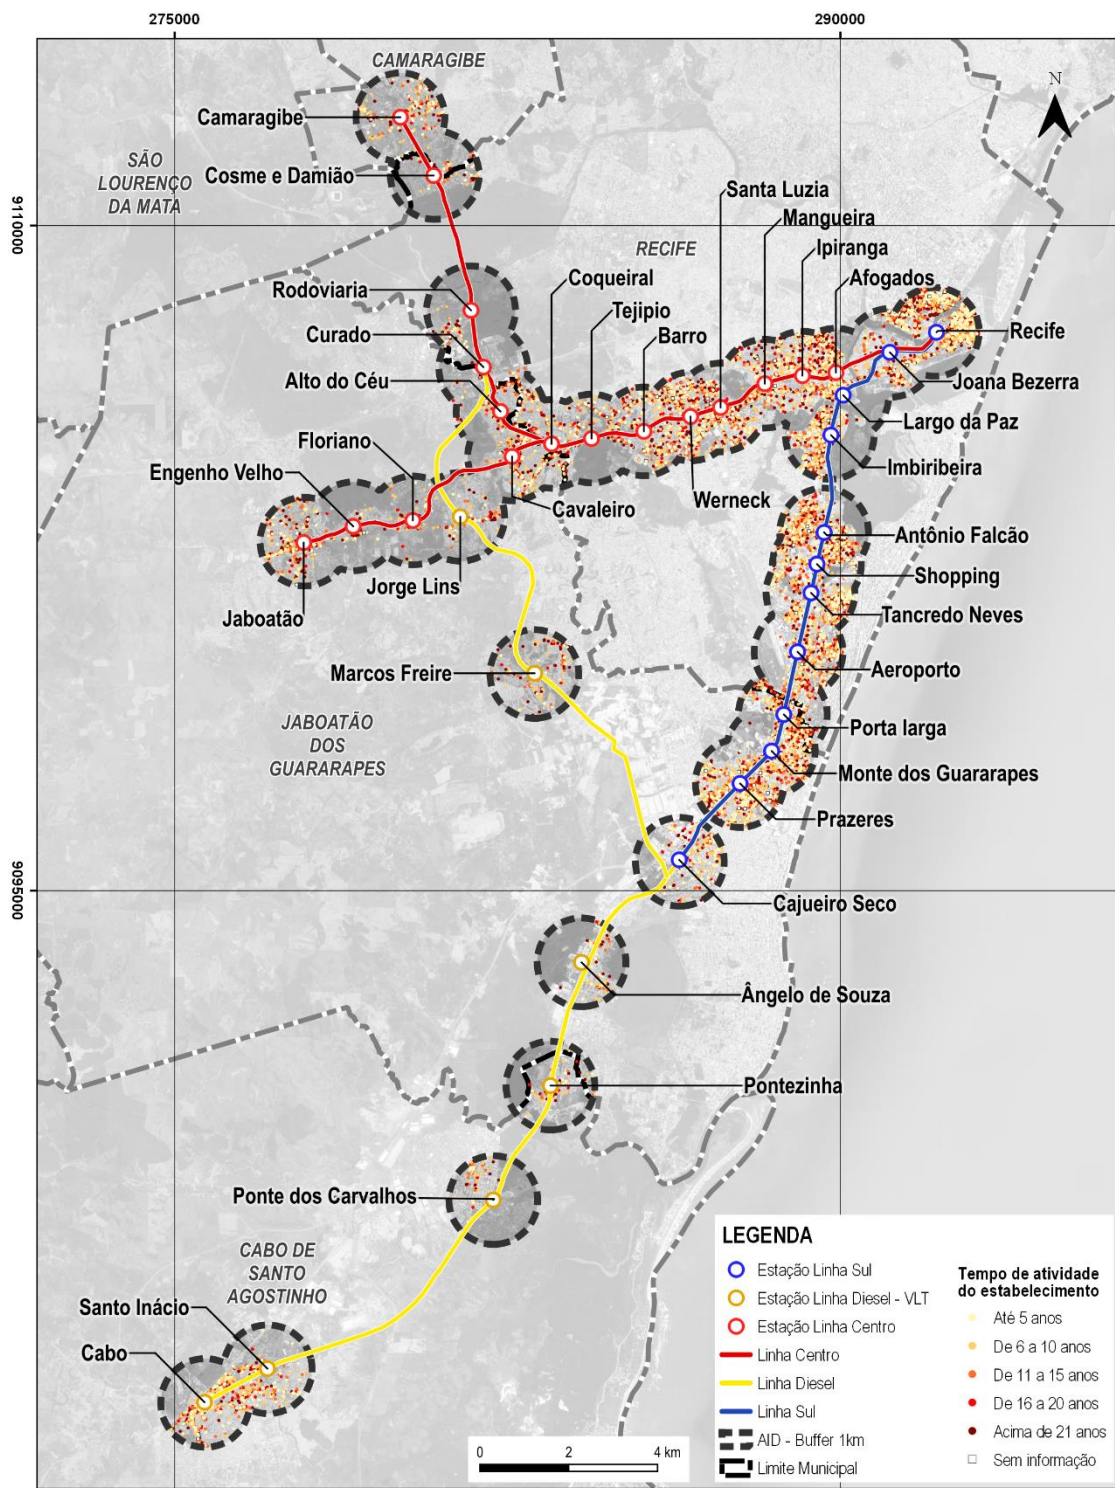 275000
290000
CAMARAGIBE
N
Camaragibe
SÃO
LOURENÇO
DA MATA
Cosme e Damião
Santa Luzia
Mangueira
9110000
RECIFE
Ipiranga
Coqueiral
Afogados
Rodoviaria
Tejipio
Curado
Barro
Recife
Alto do Céu
Joana Bezerra
Largo da Paz
Floriano
Imbiribeira
Engenho Velho
Werneck
Cavaleiro
Antônio Falcão
Shopping
Jorge Lins
Tancredo Neves
Jaboatão
Aeroporto
Marcos Freire
Porta larga
JABOATÃO
DOS
GUARARAPES
Monte dos Guararapes
Prazeres
9095000
Cajueiro Seco
Ângelo de Souza
Pontezinha
Ponte dos Carvalhos
CABO DE
SANTO
AGOSTINHO
Santo Inácio
Cabo
0 2 4 km
LEGENDA
Estação Linha Sul
Estação Linha Diesel - VLT
Estação Linha Centro
Linha Centro
Linha Diesel
Linha Sul
AID - Buffer 1km
Limite Municipal
Tempo de atividade
do estabelecimento
Até 5 anos
De 6 a 10 anos
De 11 a 15 anos
De 16 a 20 anos
Acima de 21 anos
Sem informação